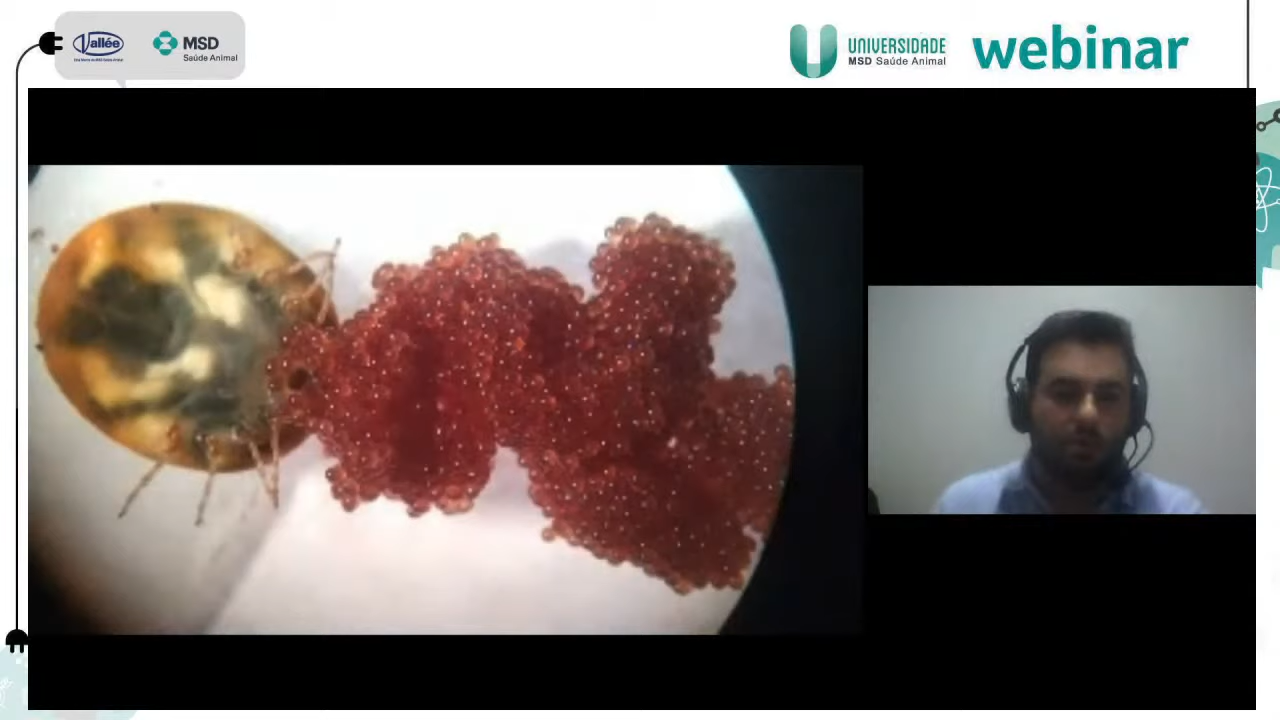 Vallée
MSD
Saúde Animal
UNIVERSIDADE
MSD Saúde Animal
webinar